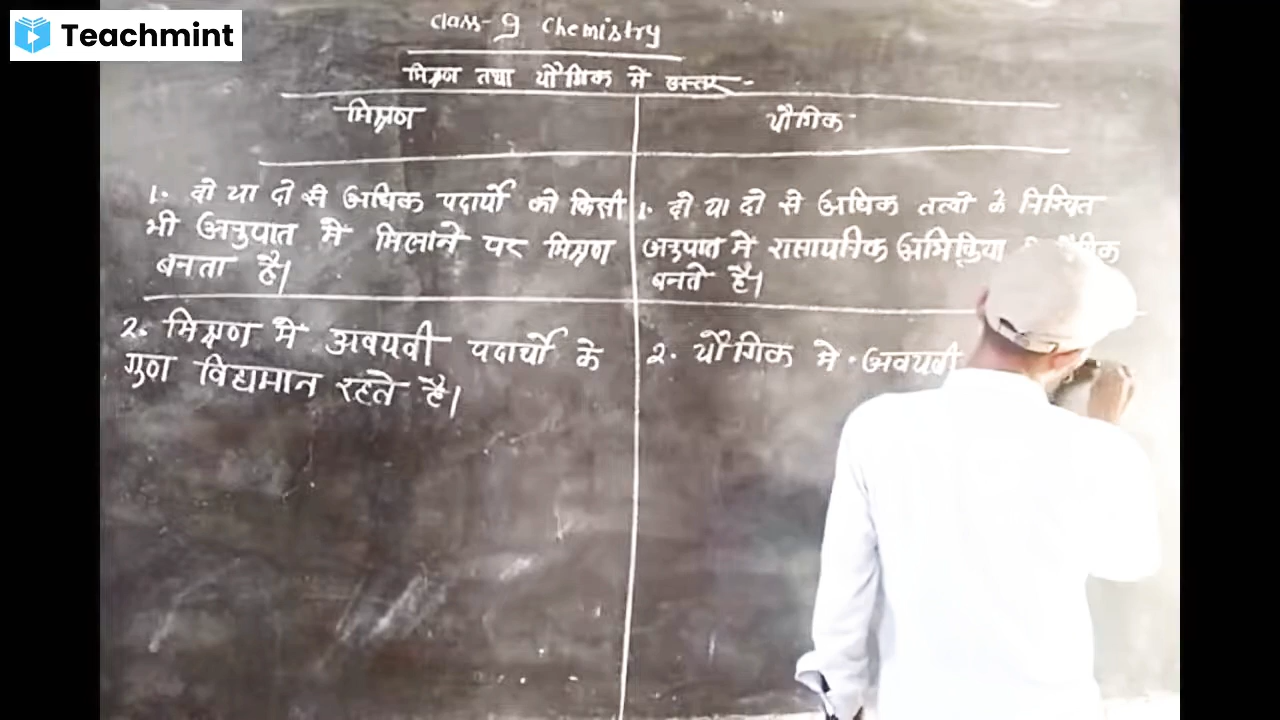 Teachmint
Class-9 Chemistry
मिश्रण तथा यौगिक में अन्तर-
मिश्रण
यौगिक
1. दो या दो से अधिक पदार्थो को किसी
भी अनुपात में मिलाने पर मिश्रण
बनता है।
1. दो या दो से अधिक तत्वो के निश्चित
अनुपात में रासायनिक अभिक्रिया
बनते है।
2. मिश्रण मे अवयवी पदार्थो के
गुण विद्यमान रहते है।
2. यौगिक मे अवयवी